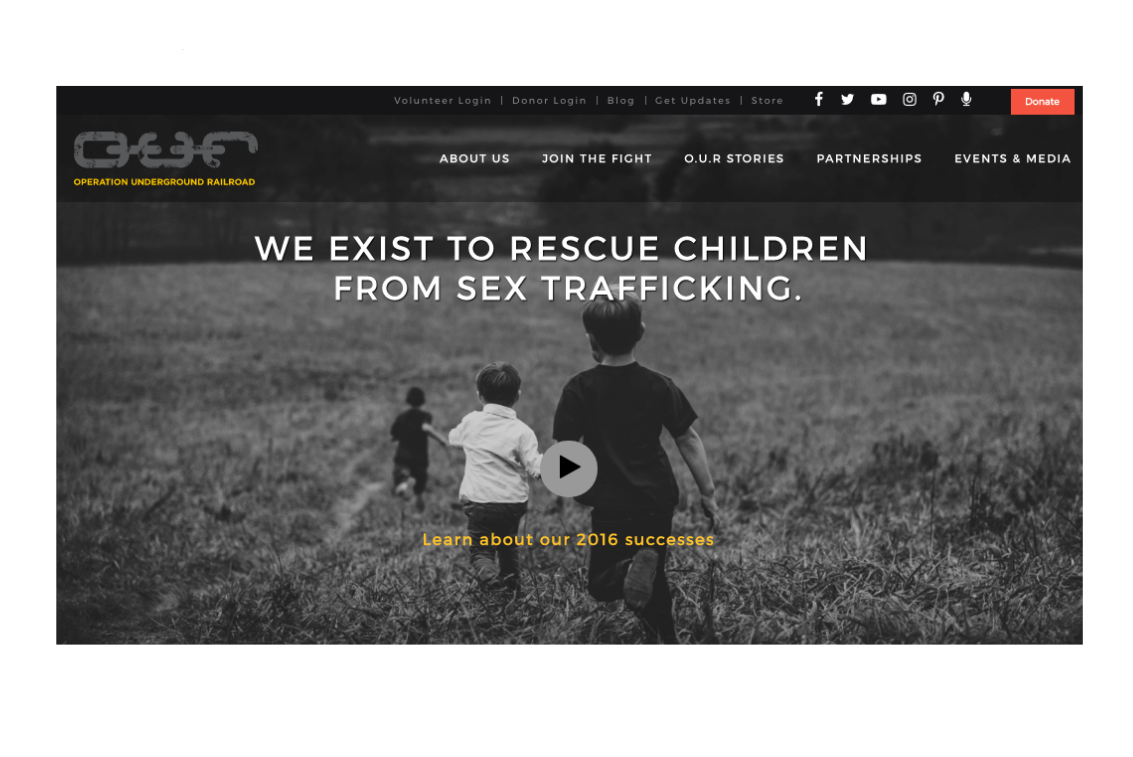 Volunteer Login | Donor Login | Blog | Get Updates | Store
Donate
OUR
OPERATION UNDERGROUND RAILROAD
ABOUT US JOIN THE FIGHT O.U.R STORIES PARTNERSHIPS EVENTS & MEDIA
WE EXIST TO RESCUE CHILDREN
FROM SEX TRAFFICKING.
Learn about our 2016 successes